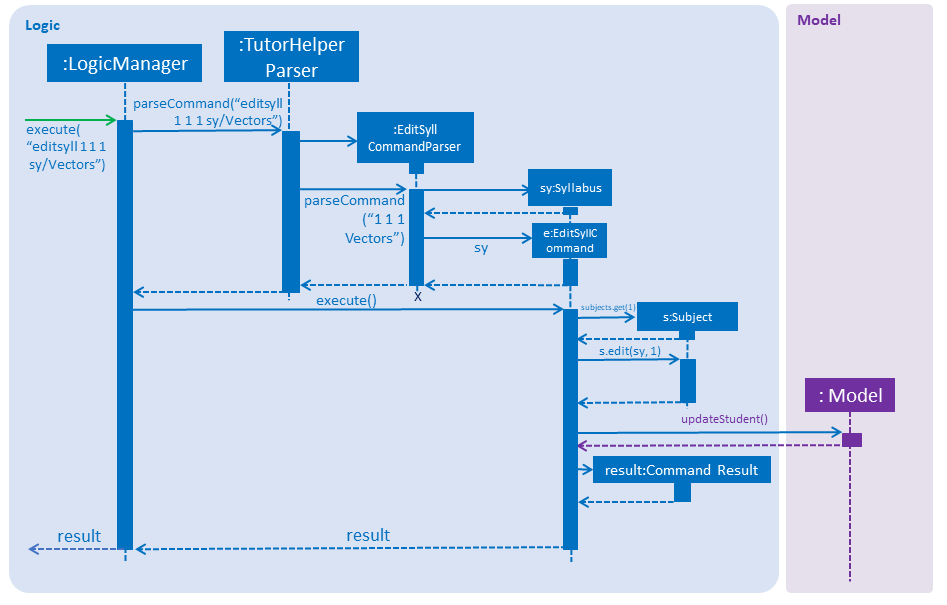 Logic
Model
:TutorHelper
Parser
:LogicManager
parseCommand(“editsyll
1 1 1 sy/Vectors”)
execute(
“editsyll 1 1 1
sy/Vectors”)
:EditSyll
CommandParser
sy:Syllabus
parseCommand
(“1 1 1
Vectors”)
sy
e:EditSyllC
ommand
X
execute()
subjects.get(1)
s:Subject
s.edit(sy, 1)
: Model
updateStudent()
result:Command Result
result
result